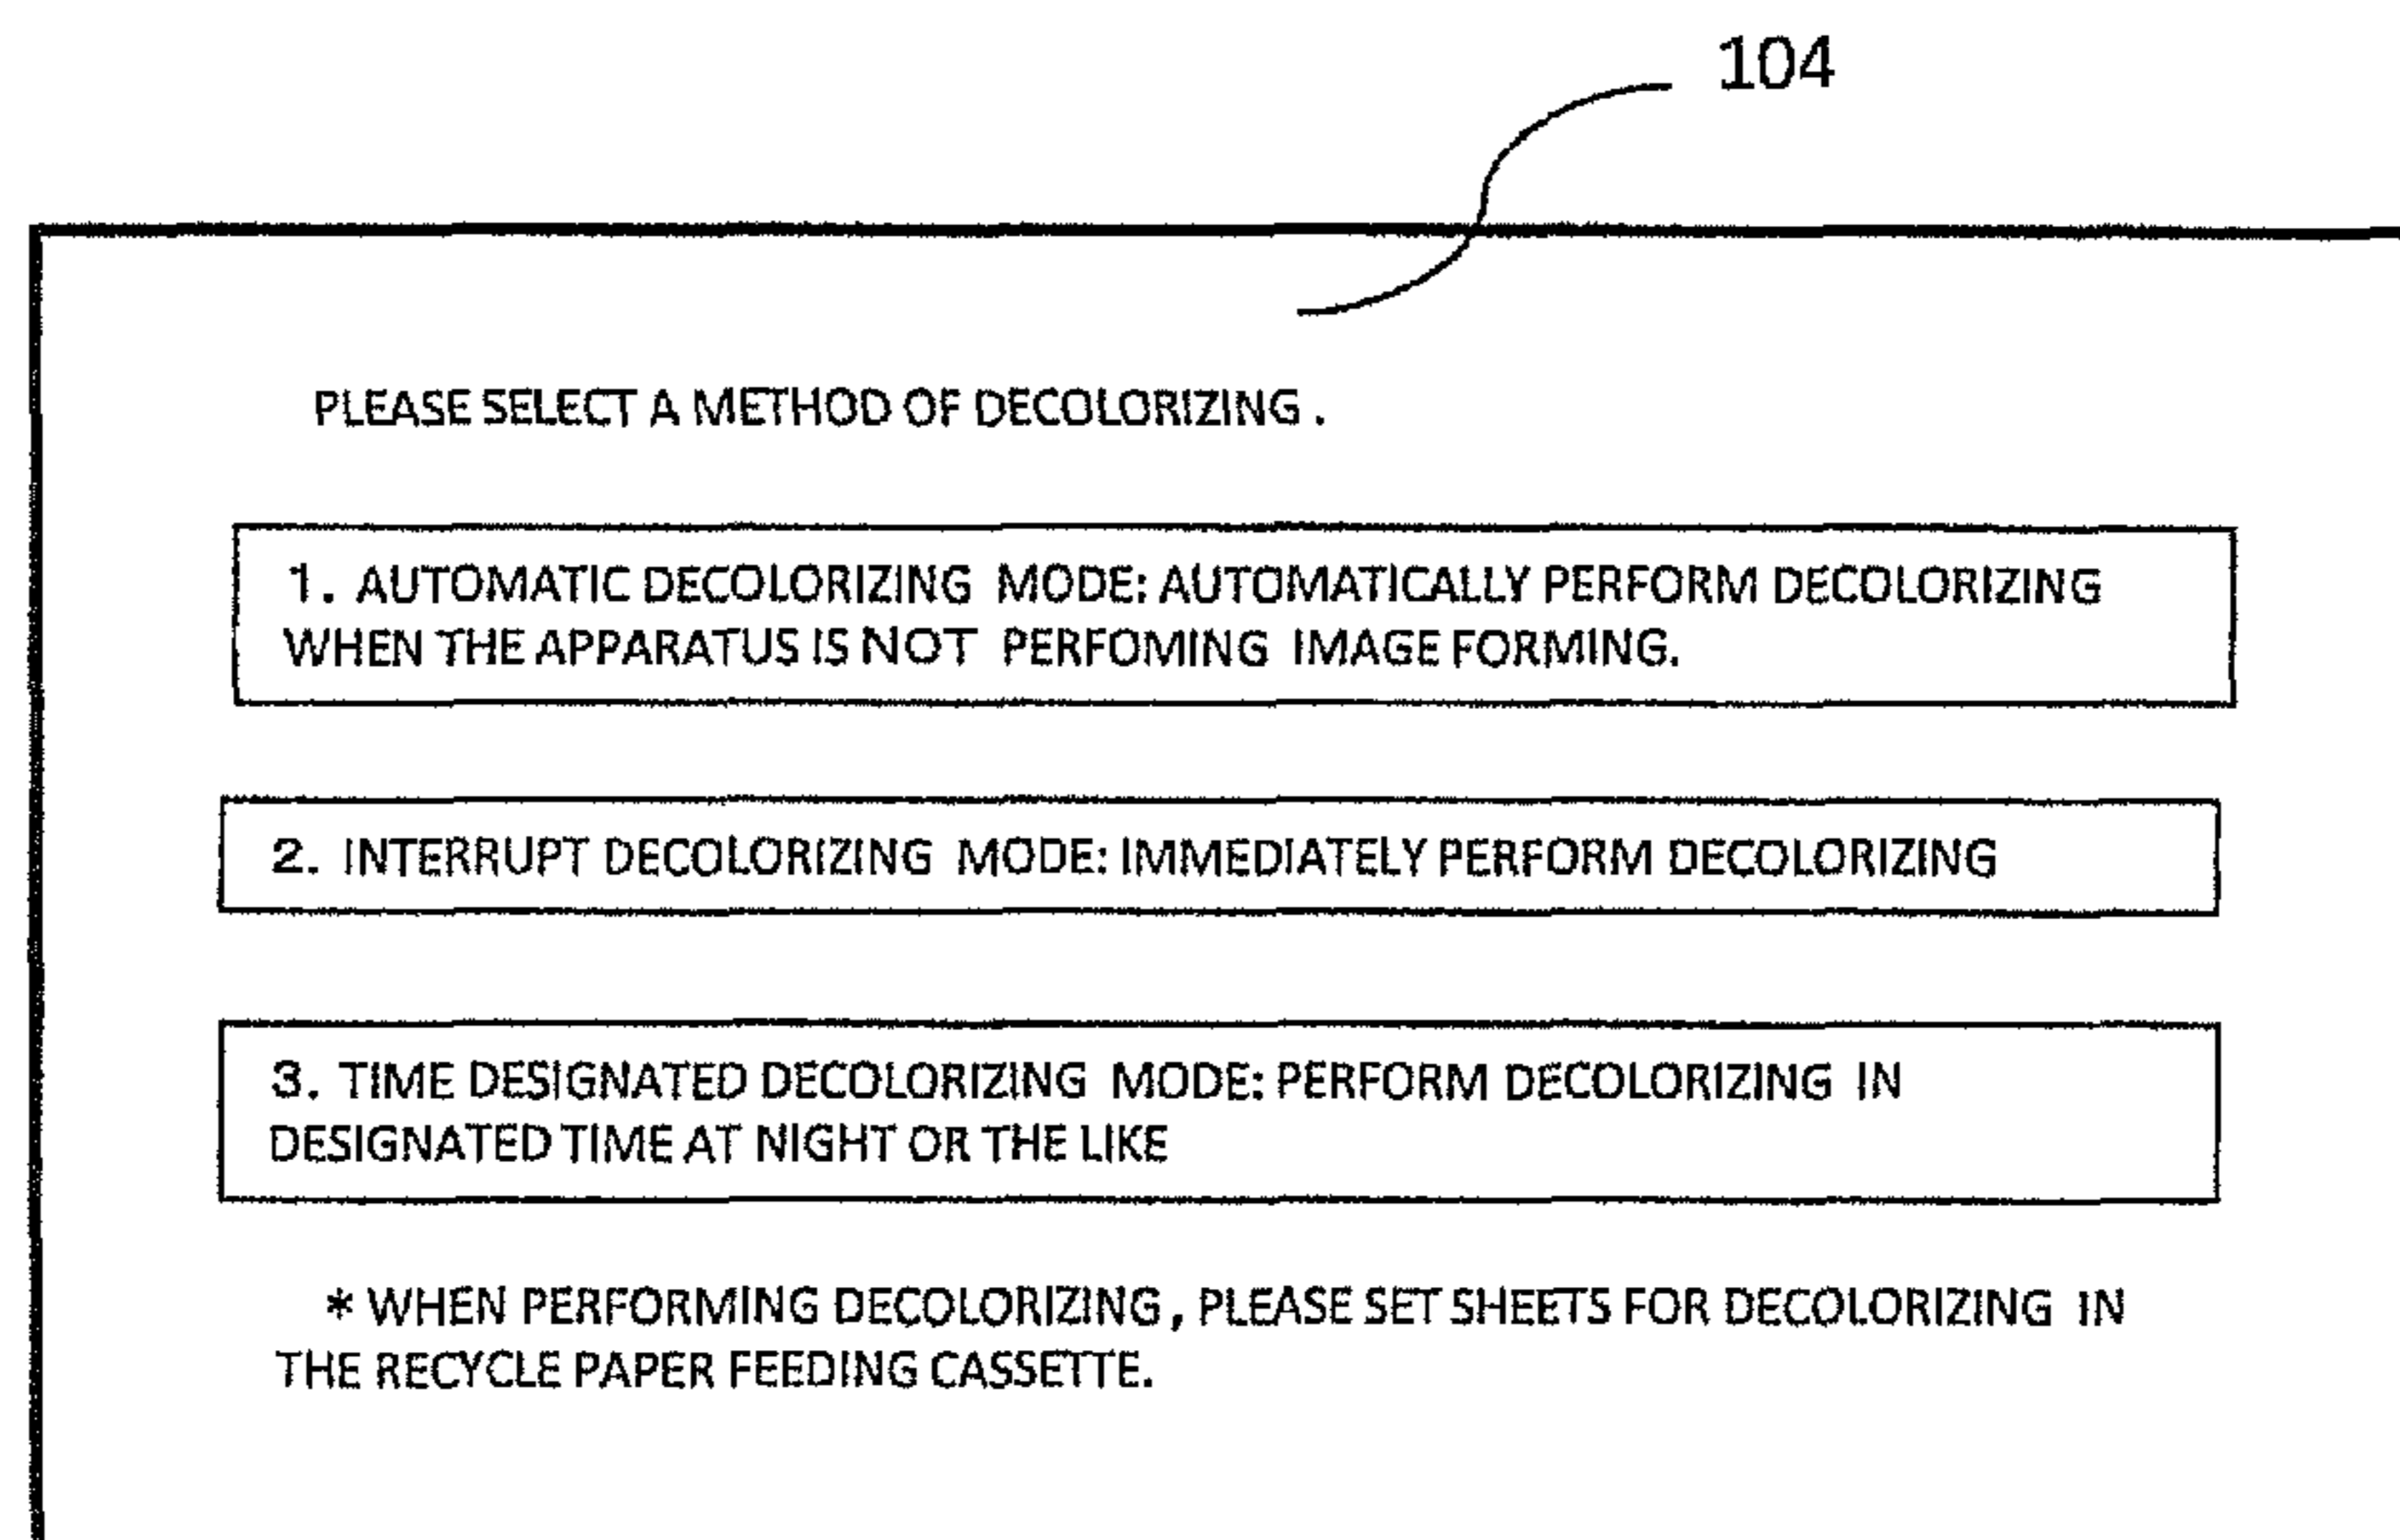 104
PLEASE SELECT A METHOD OF DECOLORIZING .
1. AUTOMATIC DECOLORIZING MODE: AUTOMATICALLY PERFORM DECOLORIZING
WHEN THE APPARATUS IS NOT PERFOMING IMAGE FORMING.
2. INTERRUPT DECOLORIZING MODE: IMMEDIATELY PERFORM DECOLORIZING
3. TIME DESIGNATED DECOLORIZING MODE: PERFORM DECOLORIZING IN
DESIGNATED TIME AT NIGHT OR THE LIKE
* WHEN PERFORMING DECOLORIZING, PLEASE SET SHEETS FOR DECOLORIZING IN
THE RECYCLE PAPER FEEDING CASSETTE.